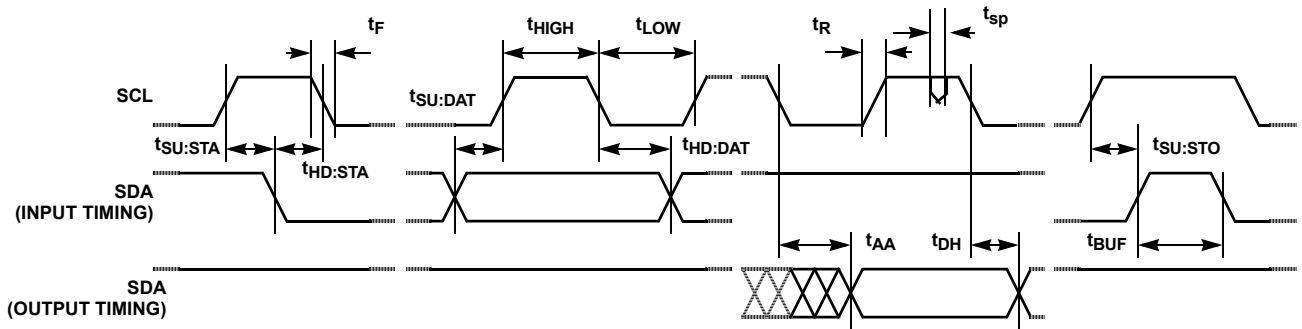 tF
tHIGH
tLOW
tR
tsp
SCL
tSU:DAT
tSU:STA
tHD:STA
tHD:DAT
tSU:STO
SDA
(INPUT TIMING)
tAA
tDH
tBUF
SDA
(OUTPUT TIMING)